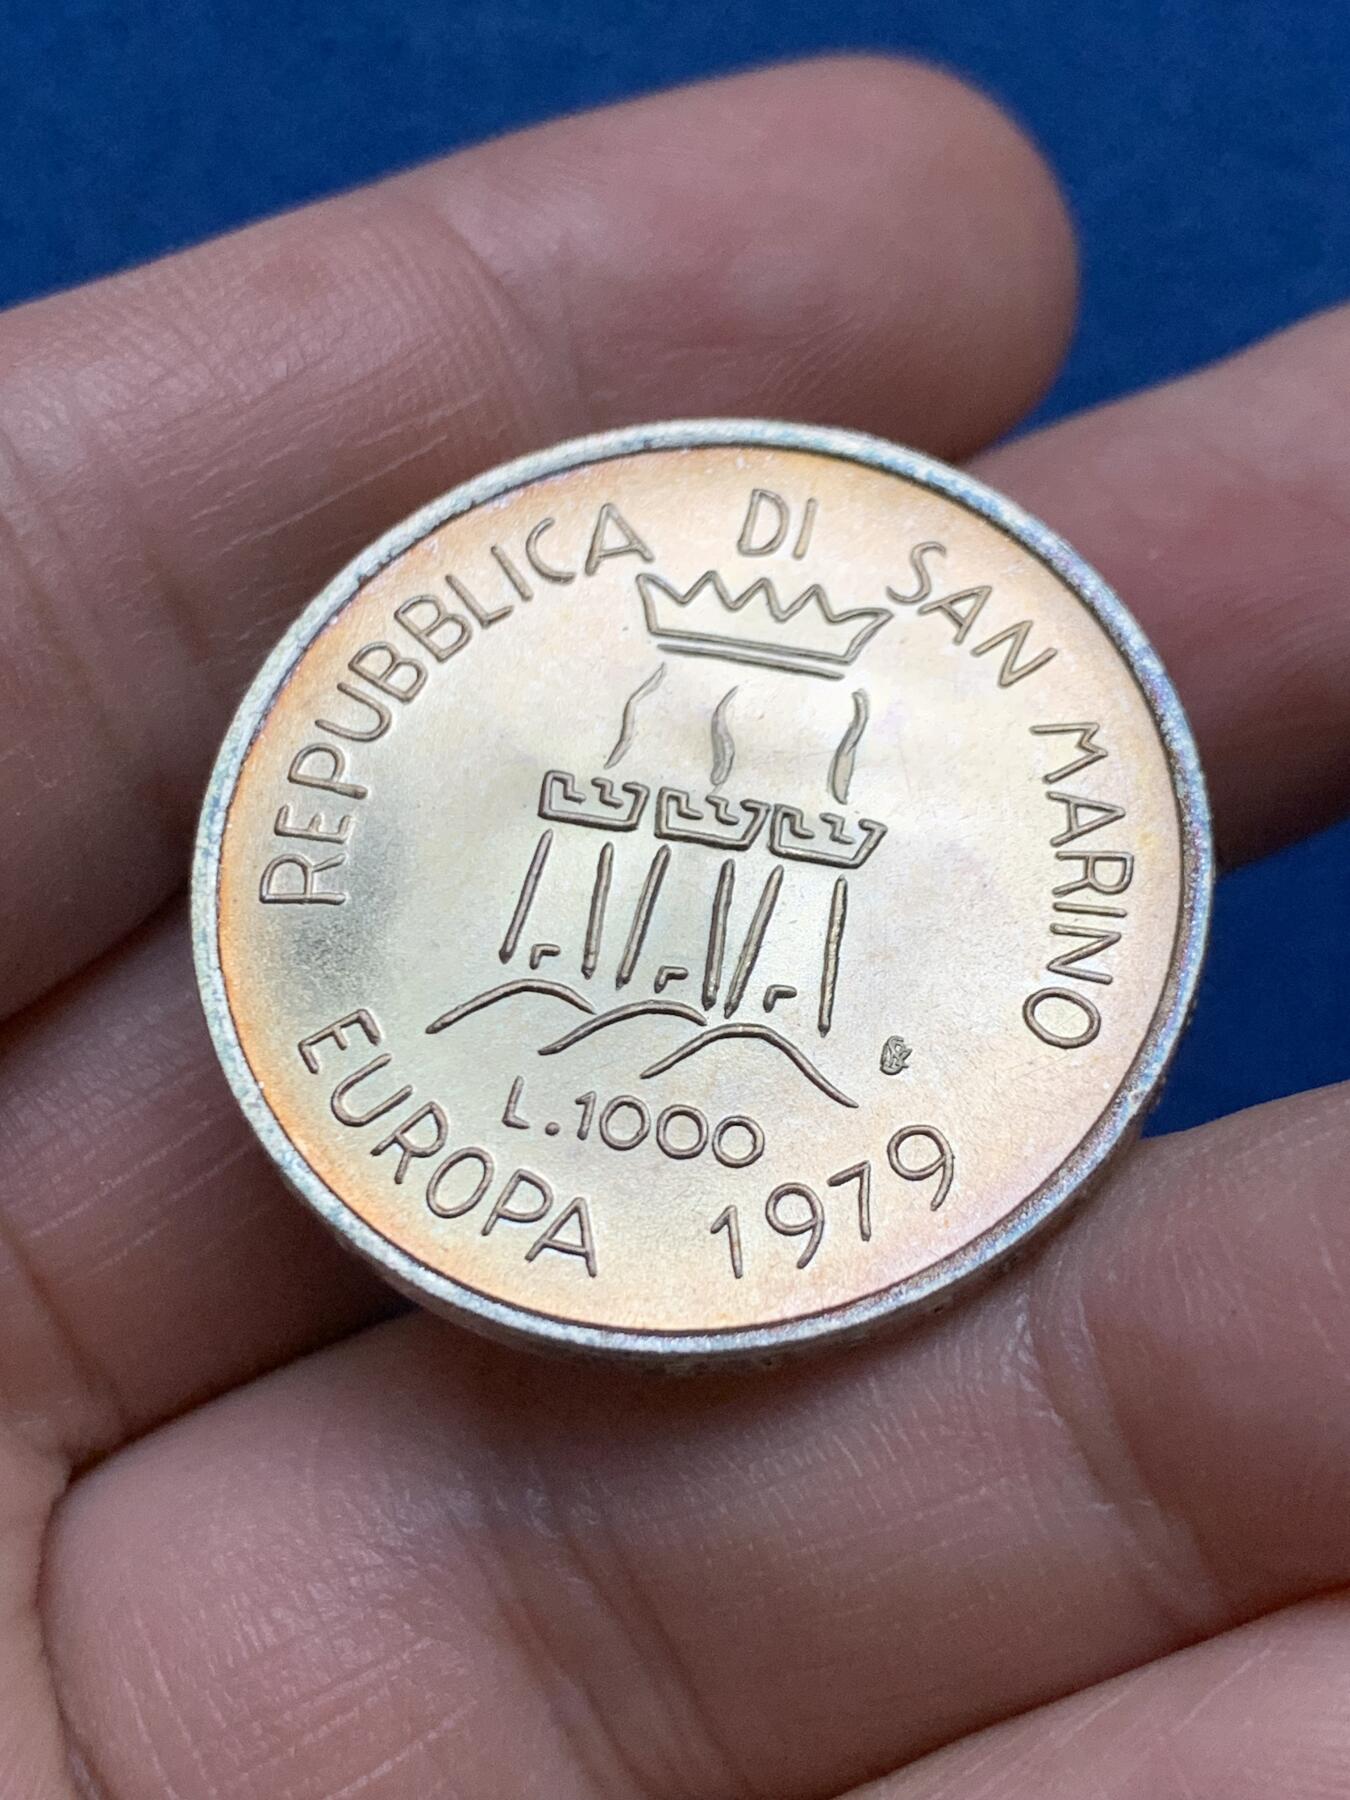 REPUBBLICA DI SAN MARINO
L.1000
EUROPA 1979